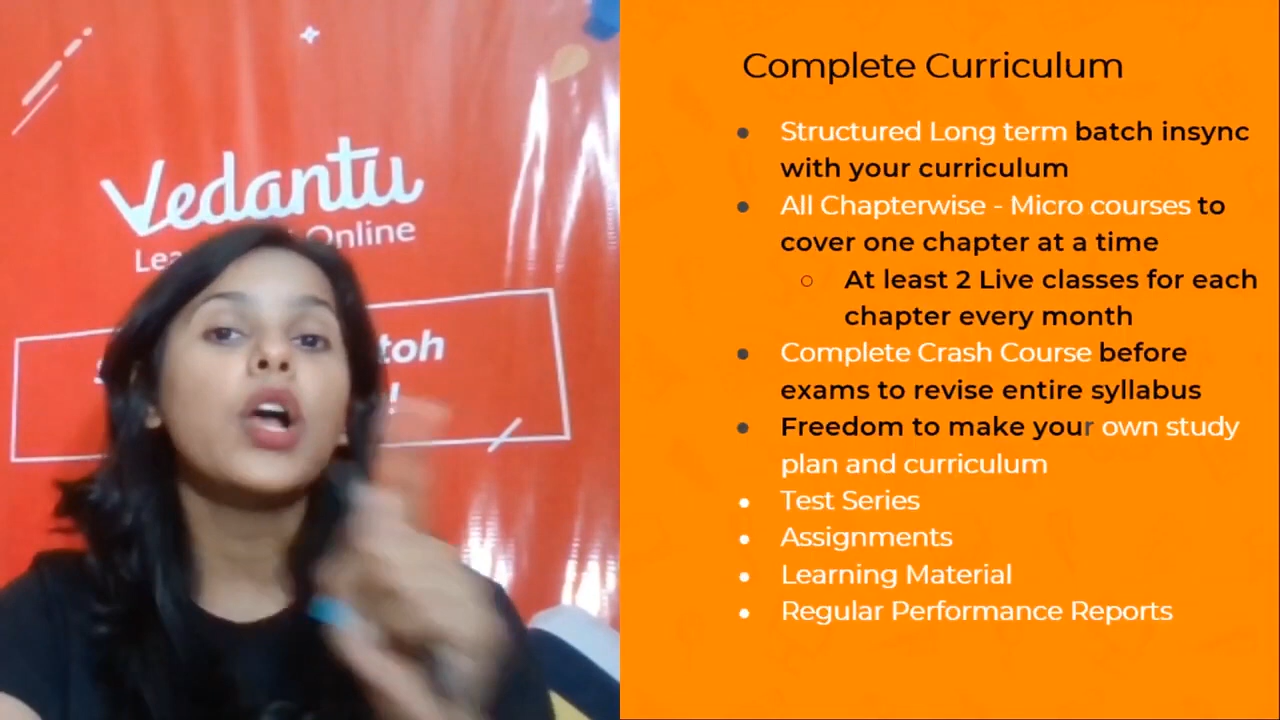 Vedantu
Online
toh
!
Complete Curriculum
Structured Long term batch insync
with your curriculum
All Chapterwise - Micro courses to
cover one chapter at a time
At least 2 Live classes for each
chapter every month
Complete Crash Course before
exams to revise entire syllabus
Freedom to make your own study
plan and curriculum
Test Series
Assignments
Learning Material
Regular Performance Reports